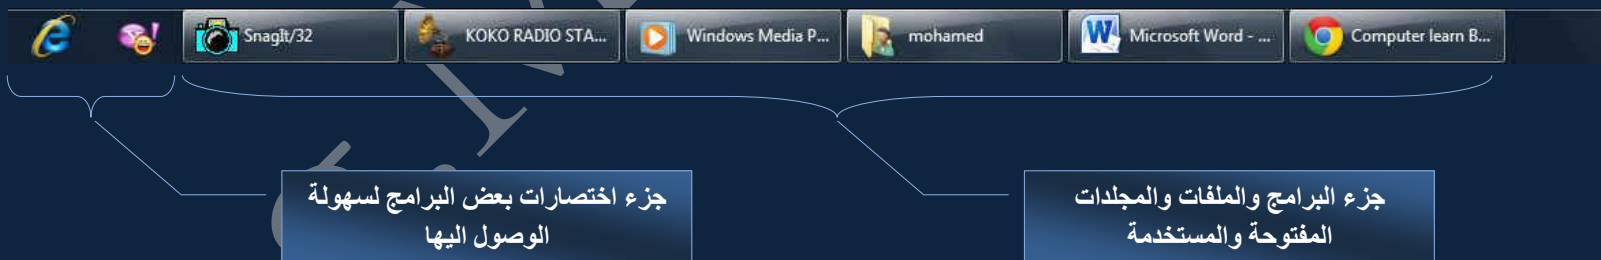 SnagIt/32
KOKO RADIO STA...
Windows Media P...
mohamed
Microsoft Word - ...
Computer learn B...
جزء اختصارات بعض البرامج لسهولة
الوصول اليها
جزء البرامج والملفات والمجلدات
المفتوحة والمستخدمة